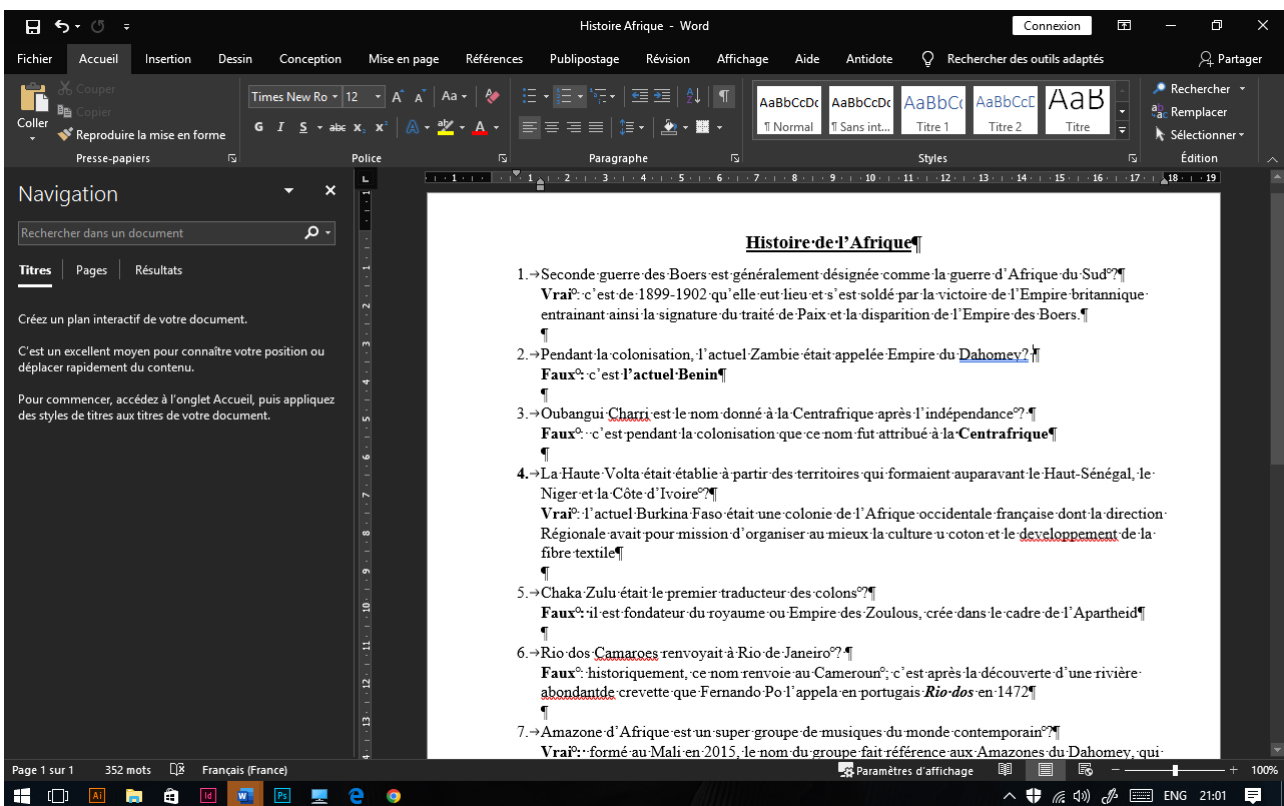 Histoire Afrique - Word
Connexion
Fichier Accueil Insertion Dessin Conception Mise en page Références Publipostage Révision Affichage Aide Antidote Rechercher des outils adaptés Partager
Couper
Copier
Coller
Reproduire la mise en forme
Times New Ro 12
Aa
G I S abc x₂ x²
AaBbCcDc AaBbCcDc AaBbCc AaBbCcC AaB
¶ Normal ¶ Sans int... Titre 1 Titre 2 Titre
Rechercher
Remplacer
Sélectionner
Presse-papiers Police Paragraphe Styles Édition
Navigation
Rechercher dans un document
Titres Pages Résultats
Créez un plan interactif de votre document.
C'est un excellent moyen pour connaître votre position ou
déplacer rapidement du contenu.
Pour commencer, accédez à l'onglet Accueil, puis appliquez
des styles de titres aux titres de votre document.
Histoire·de·l'Afrique¶
1.→Seconde·guerre·des·Boers·est·généralement·désignée·comme·la·guerre·d'Afrique·du·Sud°?¶
Vrai°:·c'est·de·1899-1902·qu'elle·eut·lieu·et·s'est·soldé·par·la·victoire·de·l'Empire·britannique·
entrainant·ainsi·la·signature·du·traité·de·Paix·et·la·disparition·de·l'Empire·des·Boers.¶
¶
2.→Pendant·la·colonisation,·l'actuel·Zambie·était·appelée·Empire·du·Dahomey?·¶
Faux°:·c'est·l'actuel·Benin¶
¶
3.→Oubangui·Charri·est·le·nom·donné·à·la·Centrafrique·après·l'indépendance°?·¶
Faux°:··c'est·pendant·la·colonisation·que·ce·nom·fut·attribué·à·la·Centrafrique¶
¶
4.→La·Haute·Volta·était·établie·à·partir·des·territoires·qui·formaient·auparavant·le·Haut-Sénégal,·le·
Niger·et·la·Côte·d'Ivoire°?¶
Vrai°:·l'actuel·Burkina·Faso·était·une·colonie·de·l'Afrique·occidentale·française·dont·la·direction·
Régionale·avait·pour·mission·d'organiser·au·mieux·la·culture·u·coton·et·le·developpement·de·la·
fibre·textile¶
¶
5.→Chaka·Zulu·était·le·premier·traducteur·des·colons°?¶
Faux°:·il·est·fondateur·du·royaume·ou·Empire·des·Zoulous,·crée·dans·le·cadre·de·l'Apartheid¶
¶
6.→Rio·dos·Camaroes·renvoyait·à·Rio·de·Janeiro°?·¶
Faux°:·historiquement,·ce·nom·renvoie·au·Cameroun°;·c'est·après·la·découverte·d'une·rivière·
abondantde·crevette·que·Fernando·Po·l'appela·en·portugais·Rio·dos·en·1472¶
¶
7.→Amazone·d'Afrique·est·un·super·groupe·de·musiques·du·monde·contemporain°?¶
Vrai°:··formé·au·Mali·en·2015,·le·nom·du·groupe·fait·référence·aux·Amazones·du·Dahomey,·qui·
Page 1 sur 1 352 mots Français (France) Paramètres d'affichage 100%
Ai Id W Ps ENG 21:01